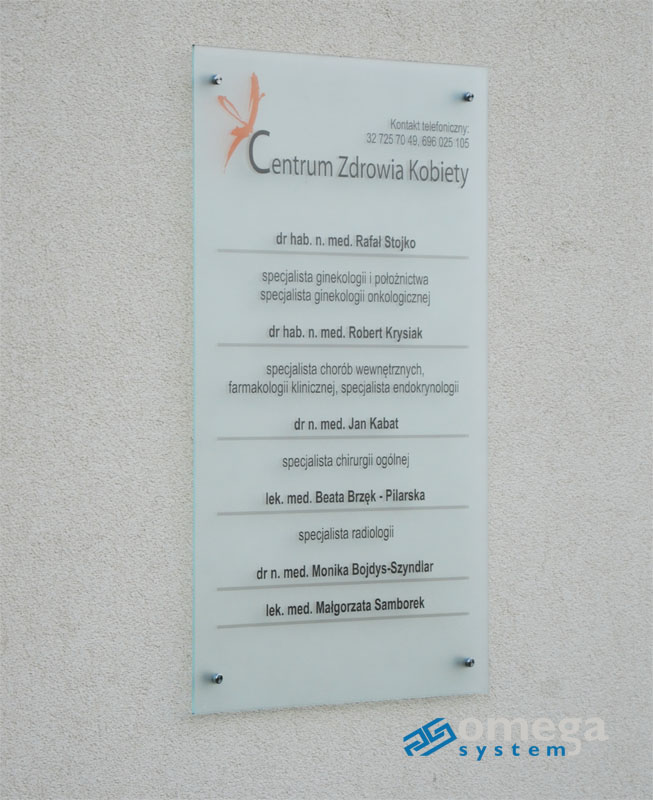 Kontakt telefoniczny:
32 725 70 49, 696 025 105
Centrum Zdrowia Kobiety
dr hab. n. med. Rafał Stojko
specjalista ginekologii i położnictwa
specjalista ginekologii onkologicznej
dr hab. n. med. Robert Krysiak
specjalista chorób wewnętrznych,
farmakologii klinicznej, specjalista endokrynologii
dr n. med. Jan Kabat
specjalista chirurgii ogólnej
lek. med. Beata Brzęk - Pilarska
specjalista radiologii
dr n. med. Monika Bojdys-Szyndlar
lek. med. Małgorzata Samborek
omega
system